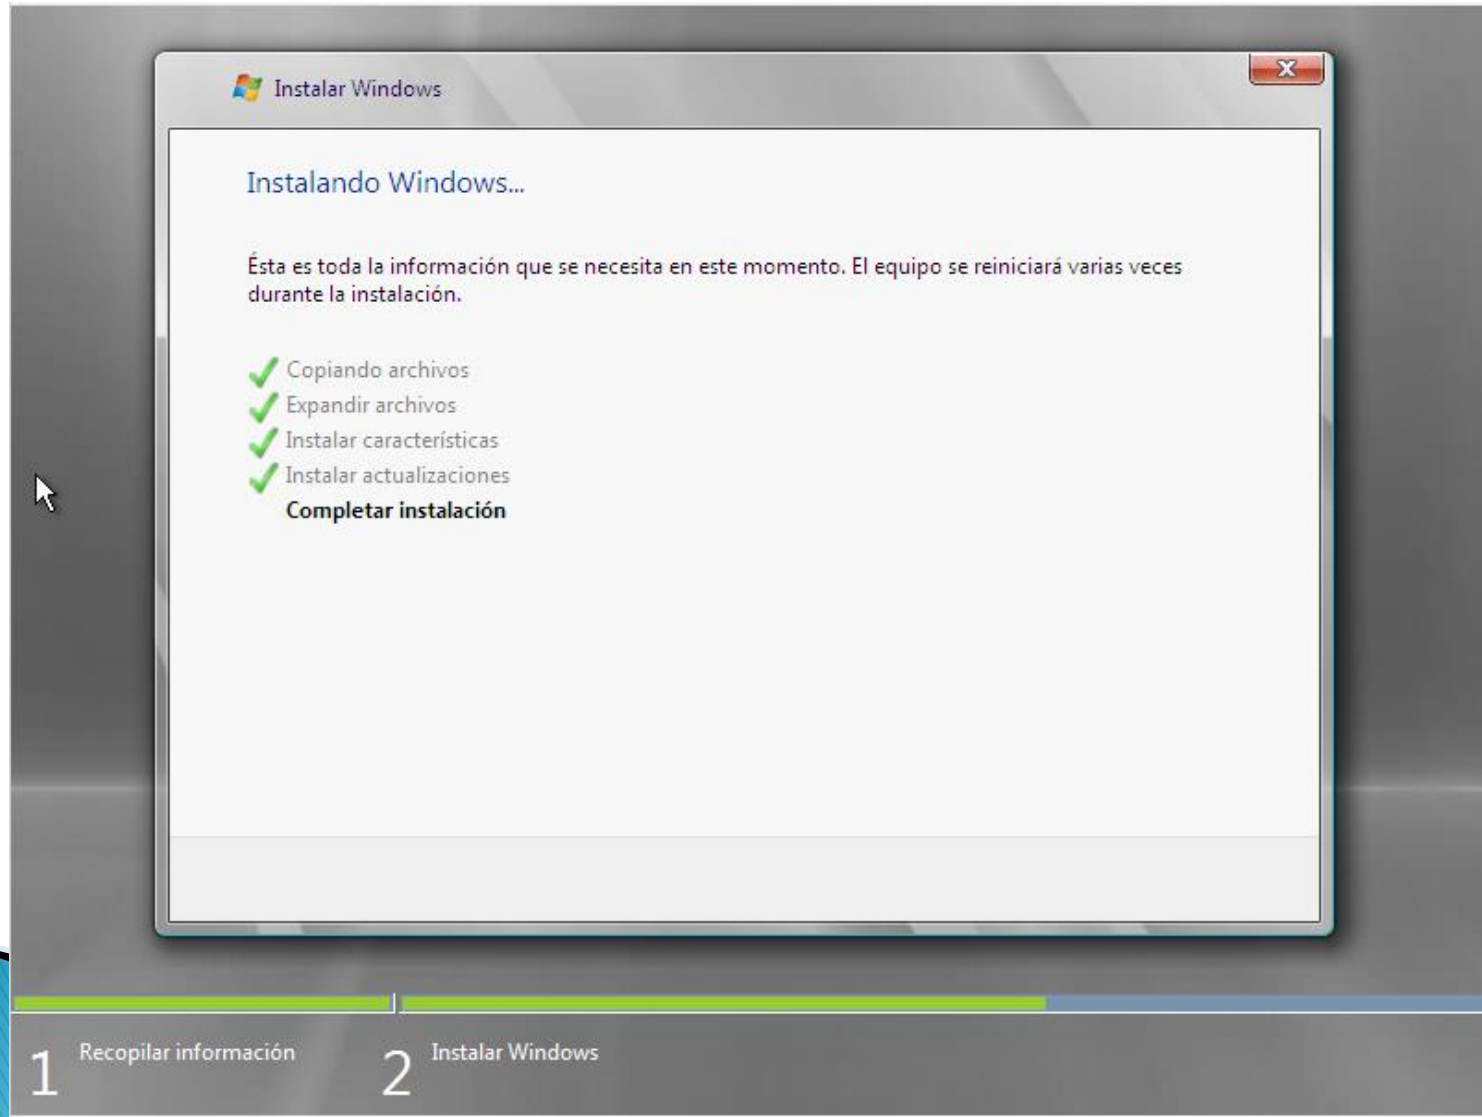 Instalar Windows
Instalando Windows...
Ésta es toda la información que se necesita en este momento. El equipo se reiniciará varias veces
durante la instalación.
Copiando archivos
Expandir archivos
Instalar características
Instalar actualizaciones
Completar instalación
1 Recopilar información
2 Instalar Windows